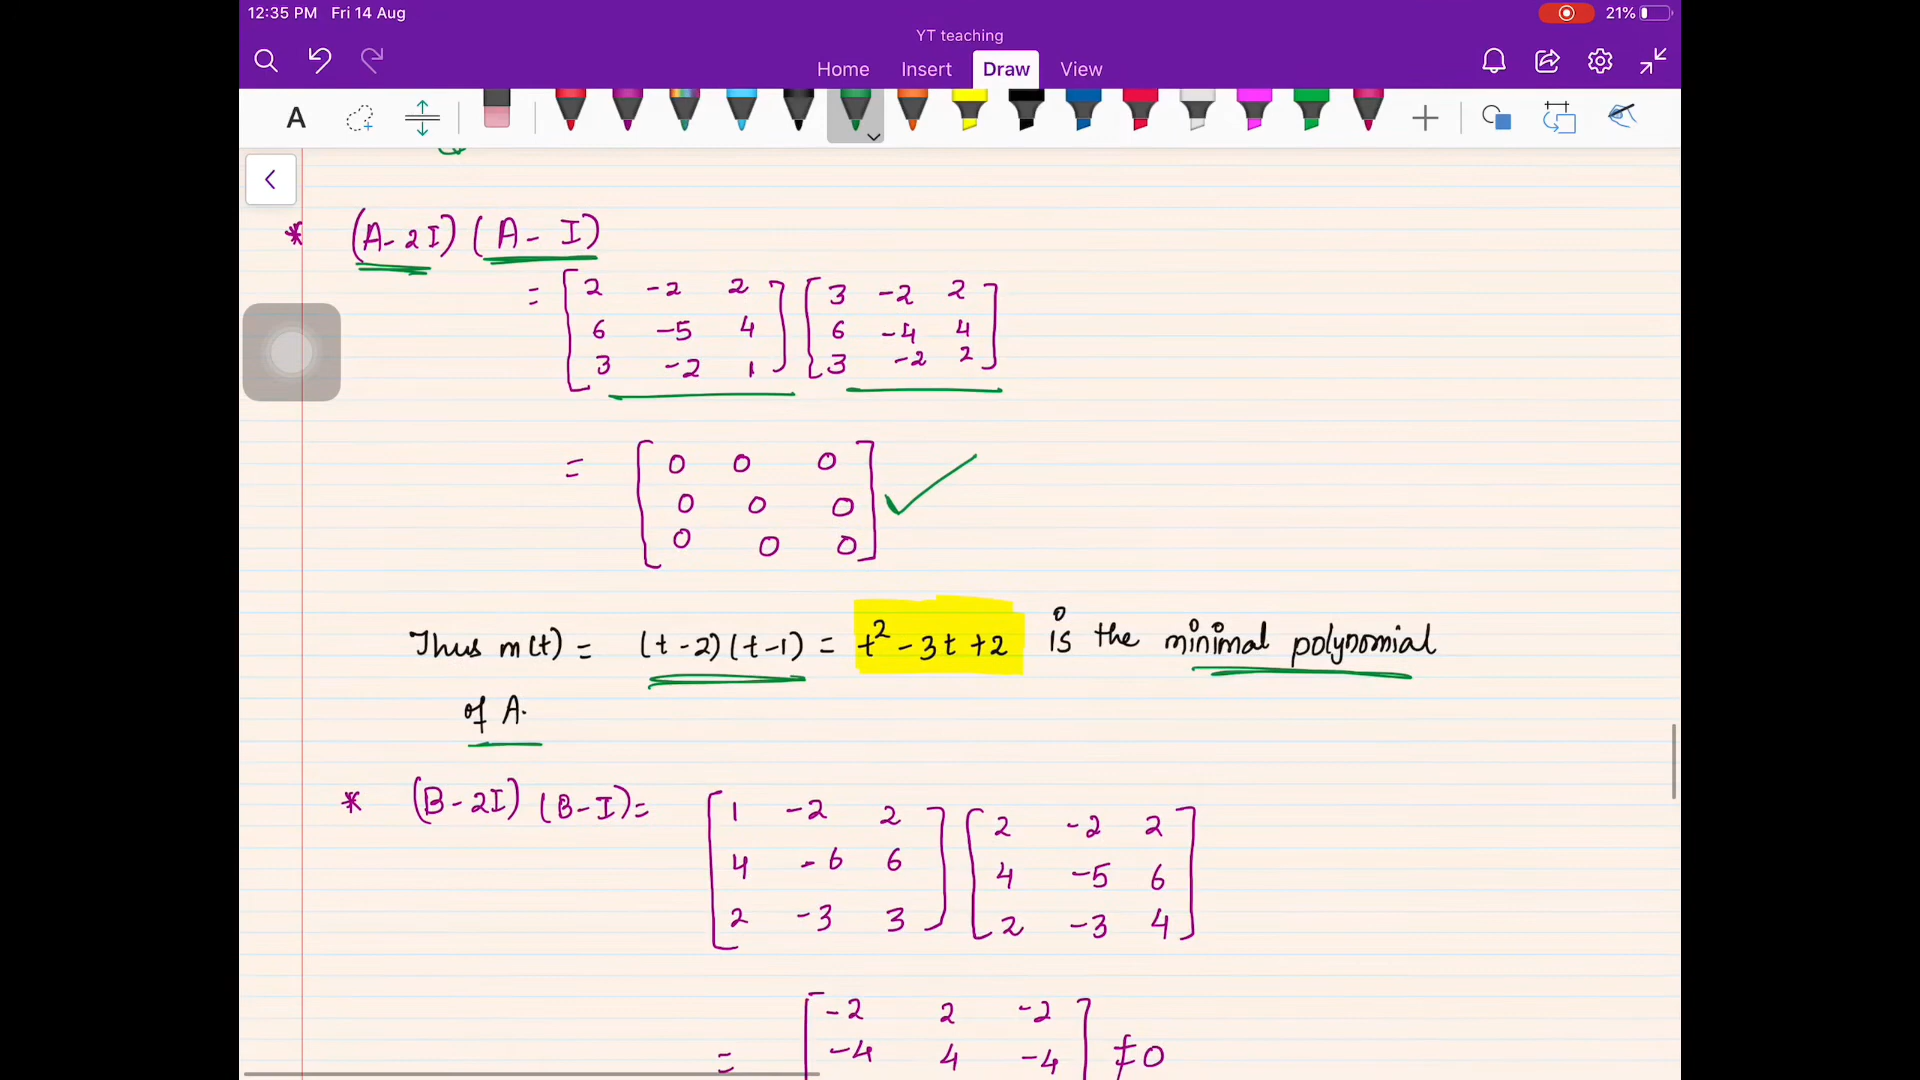 12:35 PM Fri 14 Aug
21%
YT teaching
Home Insert Draw View
A
* (A-2I) (A- I)
= [2 -2 2] [3 -2 2]
[6 -5 4] [6 -4 4]
[3 -2 1] [3 -2 2]
= [0 0 0]
[0 0 0]
[0 0 0]
Thus m(t) = (t-2)(t-1) = t² - 3t +2 is the minimal polynomial
of A.
* (B-2I) (B-I)= [1 -2 2] [2 -2 2]
[4 -6 6] [4 -5 6]
[2 -3 3] [2 -3 4]
= [-2 2 -2]
[-4 4 -4] ≠0